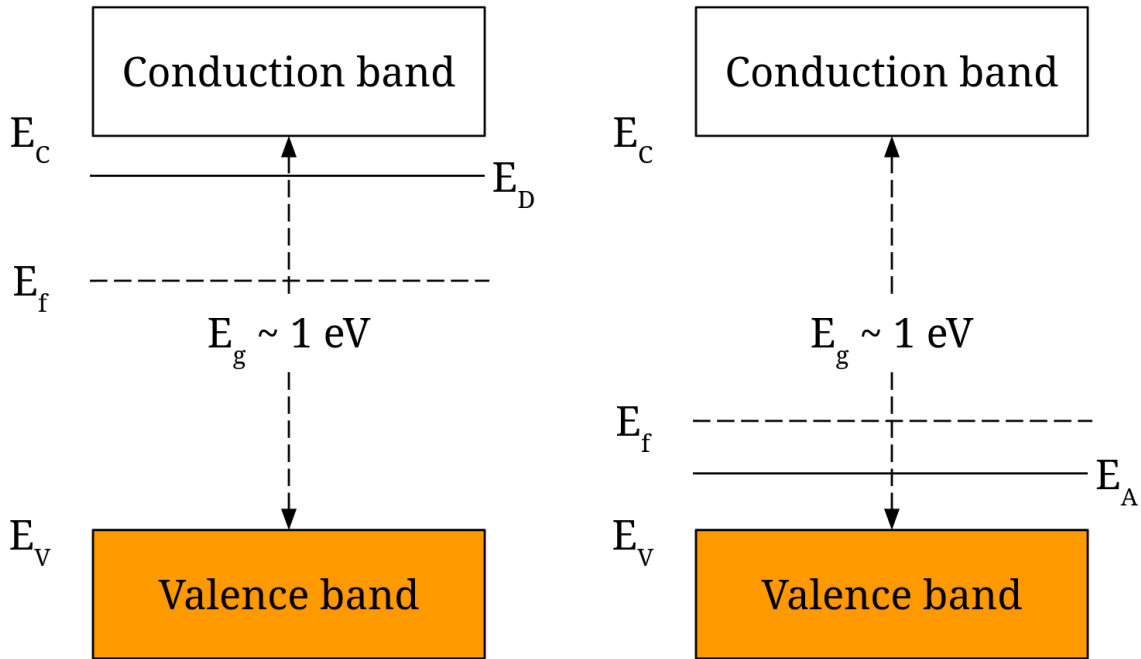 Conduction band
E_C
E_D
E_f
E_g ~ 1 eV
E_V
Valence band
Conduction band
E_C
E_g ~ 1 eV
E_f
E_A
E_V
Valence band